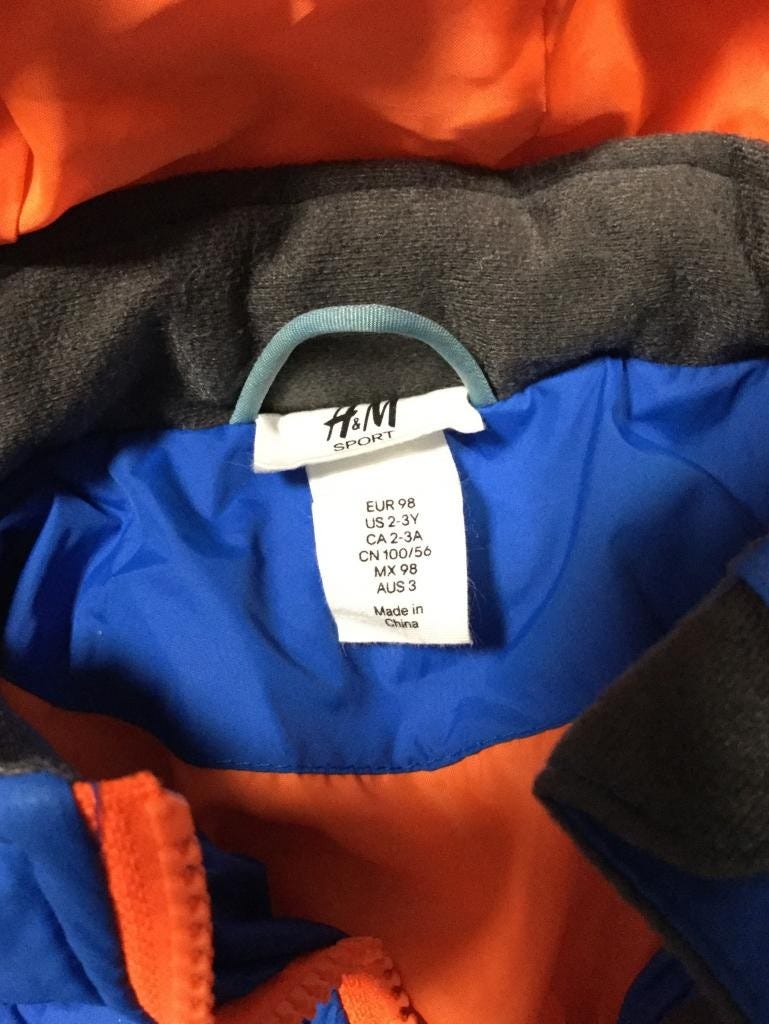 H&M
SPORT
EUR 98
US 2-3Y
CA 2-3A
CN 100/56
MX 98
AUS 3
Made in
China